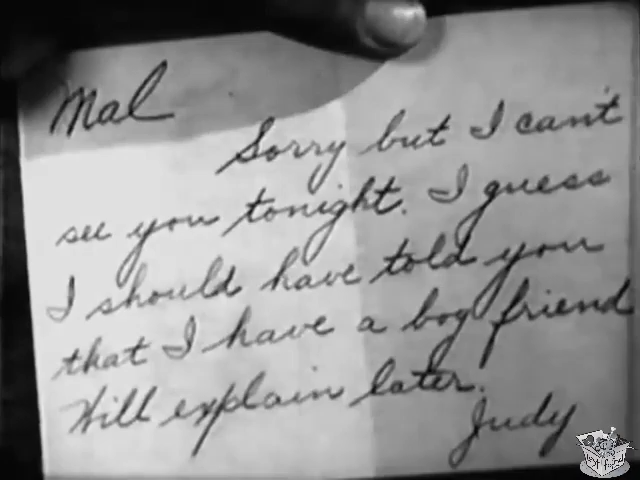 Mal
Sorry but I can't
see you tonight. I guess
I should have told you
that I have a boy friend
Will explain later.
Judy